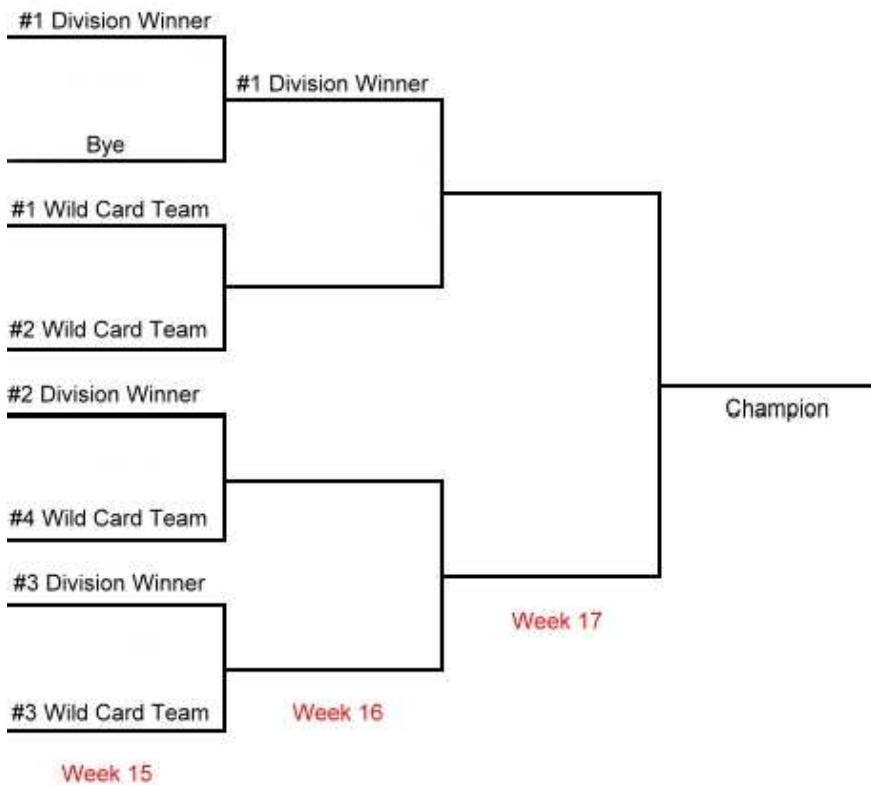 #1 Division Winner
#1 Division Winner
Bye
#1 Wild Card Team
#2 Wild Card Team
#2 Division Winner
Champion
#4 Wild Card Team
#3 Division Winner
Week 17
#3 Wild Card Team
Week 16
Week 15